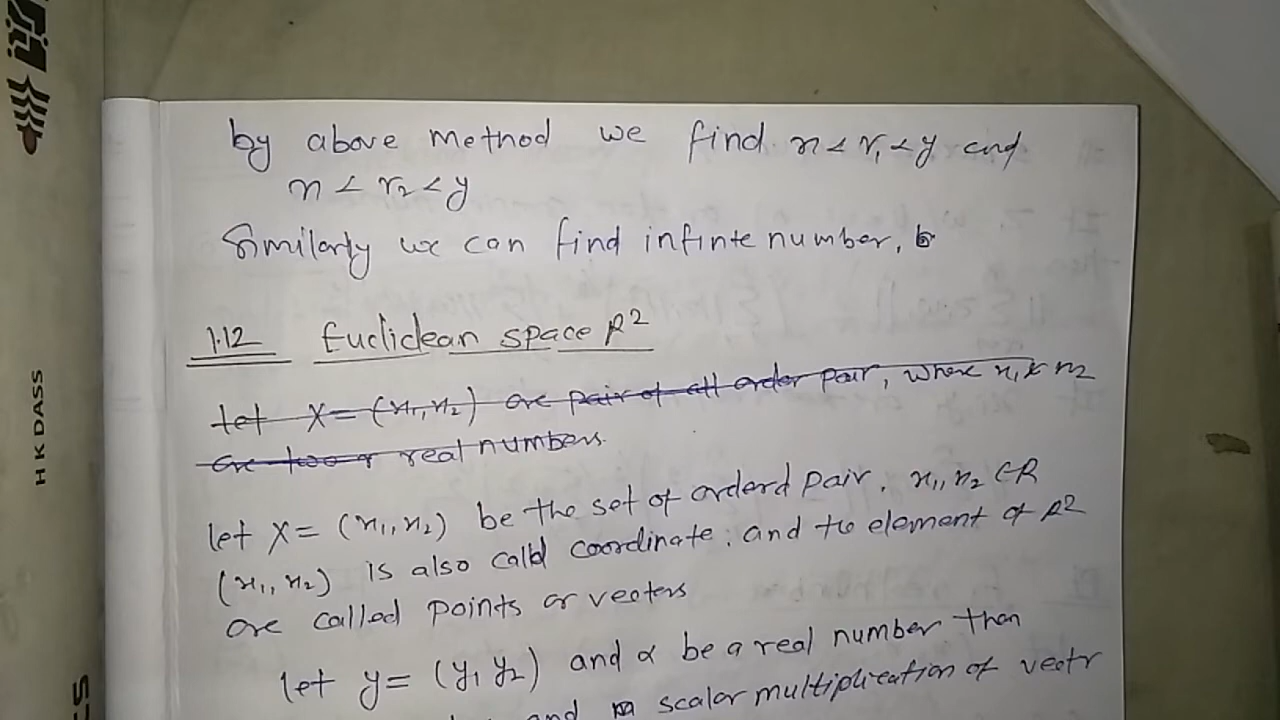 by above Method we find x < r₁ < y and
x < r₂ < y
Similarly we can find infinte number,
1.12 Euclidean space R²
let X = (x₁, x₂) are pair of all order pair, where x₁ & x₂
are two r real numbers.
let X = (x₁, x₂) be the set of orderd pair. x₁, x₂ ∈ R
(x₁, x₂) is also calld coordinate. and the element of R²
are called points or vectors
let y = (y₁ y₂) and α be a real number then
and scalar multiplication of vectr
HK DASS